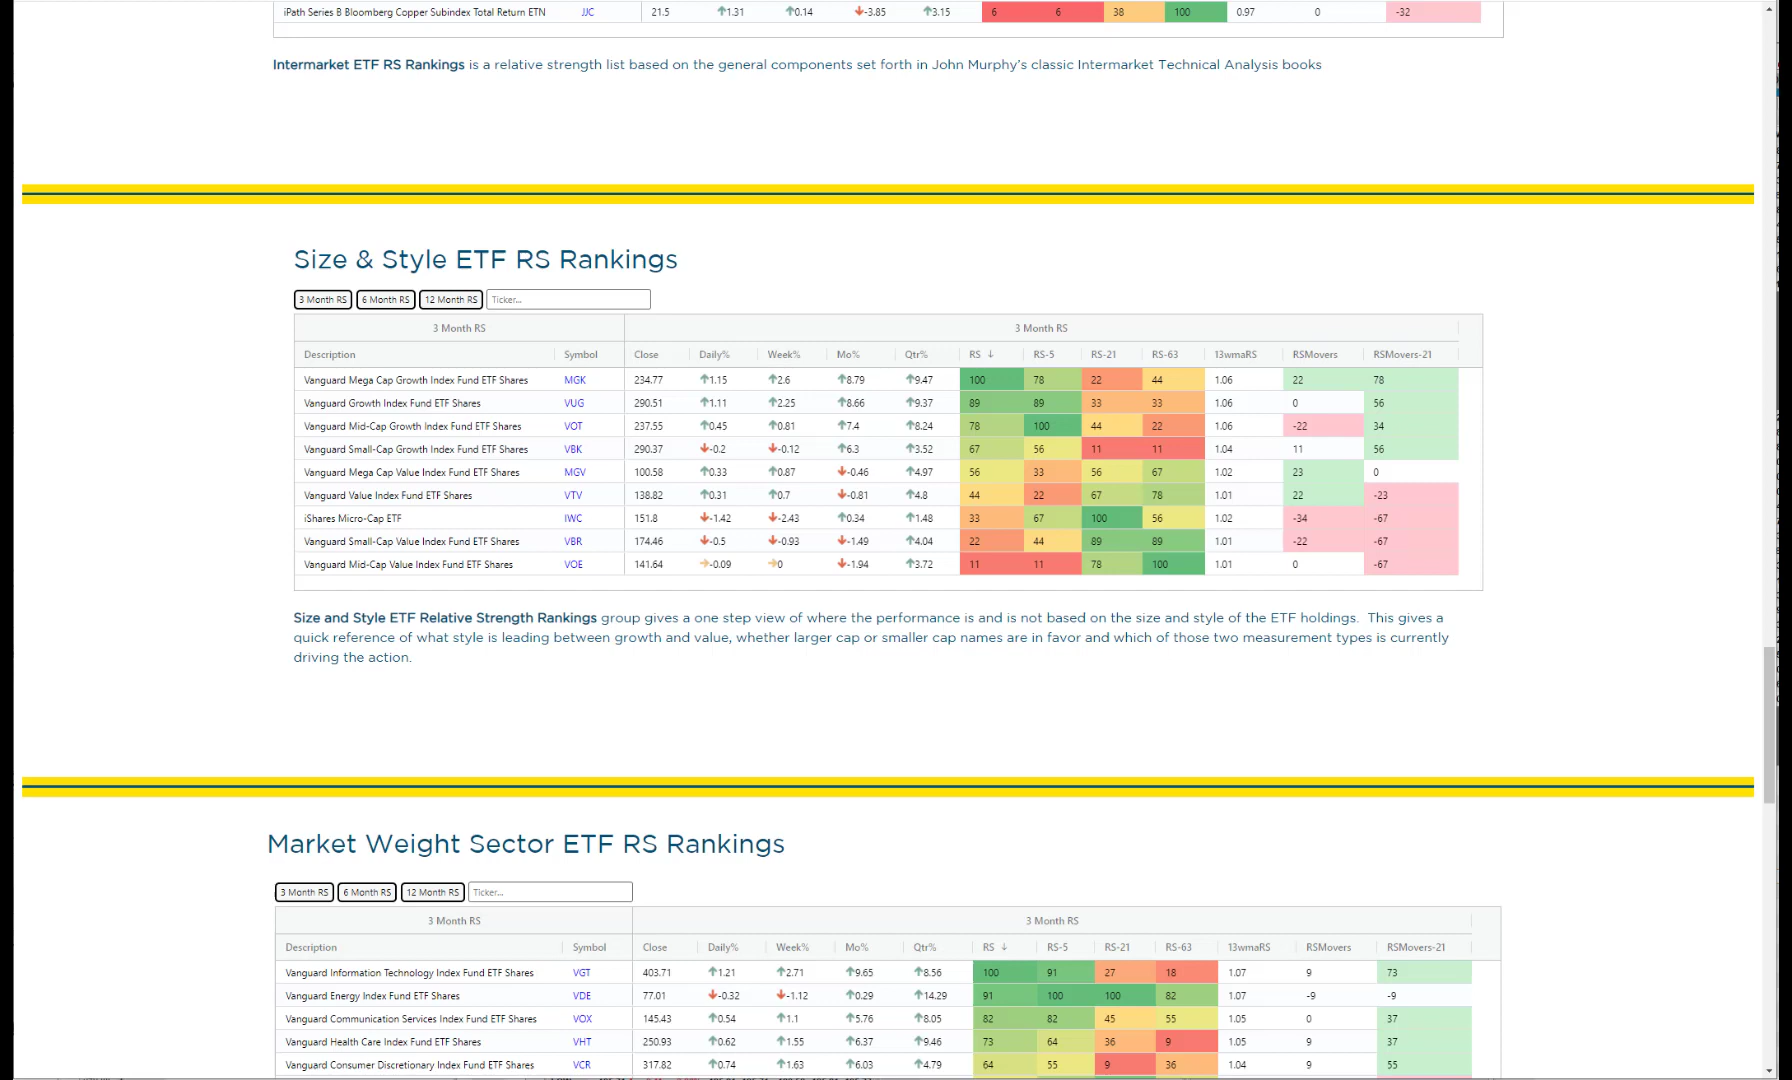 iPath Series B Bloomberg Copper Subindex Total Return ETN JJC 21.5 ↑1.31 ↑0.14 ↓-3.85 ↑3.15 6 6 38 100 0.97 0 -32
Intermarket ETF RS Rankings is a relative strength list based on the general components set forth in John Murphy’s classic Intermarket Technical Analysis books
Size & Style ETF RS Rankings
3 Month RS 6 Month RS 12 Month RS Ticker...
3 Month RS 3 Month RS
Description Symbol Close Daily% Week% Mo% Qtr% RS ↓ RS-5 RS-21 RS-63 13wmaRS RSMovers RSMovers-21
Vanguard Mega Cap Growth Index Fund ETF Shares MGK 234.77 ↑1.15 ↑2.6 ↑8.79 ↑9.47 100 78 22 44 1.06 22 78
Vanguard Growth Index Fund ETF Shares VUG 290.51 ↑1.11 ↑2.25 ↑8.66 ↑9.37 89 89 33 33 1.06 0 56
Vanguard Mid-Cap Growth Index Fund ETF Shares VOT 237.55 ↑0.45 ↑0.81 ↑7.4 ↑8.24 78 100 44 22 1.06 -22 34
Vanguard Small-Cap Growth Index Fund ETF Shares VBK 290.37 ↓-0.2 ↓-0.12 ↑6.3 ↑3.52 67 56 11 11 1.04 11 56
Vanguard Mega Cap Value Index Fund ETF Shares MGV 100.58 ↑0.33 ↑0.87 ↓-0.46 ↑4.97 56 33 56 67 1.02 23 0
Vanguard Value Index Fund ETF Shares VTV 138.82 ↑0.31 ↑0.7 ↓-0.81 ↑4.8 44 22 67 78 1.01 22 -23
iShares Micro-Cap ETF IWC 151.8 ↓-1.42 ↓-2.43 ↑0.34 ↑1.48 33 67 100 56 1.02 -34 -67
Vanguard Small-Cap Value Index Fund ETF Shares VBR 174.46 ↓-0.5 ↓-0.93 ↓-1.49 ↑4.04 22 44 89 89 1.01 -22 -67
Vanguard Mid-Cap Value Index Fund ETF Shares VOE 141.64 →-0.09 →0 ↓-1.94 ↑3.72 11 11 78 100 1.01 0 -67
Size and Style ETF Relative Strength Rankings group gives a one step view of where the performance is and is not based on the size and style of the ETF holdings. This gives a
quick reference of what style is leading between growth and value, whether larger cap or smaller cap names are in favor and which of those two measurement types is currently
driving the action.
Market Weight Sector ETF RS Rankings
3 Month RS 6 Month RS 12 Month RS Ticker...
3 Month RS 3 Month RS
Description Symbol Close Daily% Week% Mo% Qtr% RS ↓ RS-5 RS-21 RS-63 13wmaRS RSMovers RSMovers-21
Vanguard Information Technology Index Fund ETF Shares VGT 403.71 ↑1.21 ↑2.71 ↑9.65 ↑8.56 100 91 27 18 1.07 9 73
Vanguard Energy Index Fund ETF Shares VDE 77.01 ↓-0.32 ↓-1.12 ↑0.29 ↑14.29 91 100 100 82 1.07 -9 -9
Vanguard Communication Services Index Fund ETF Shares VOX 145.43 ↑0.54 ↑1.1 ↑5.76 ↑8.05 82 82 45 55 1.05 0 37
Vanguard Health Care Index Fund ETF Shares VHT 250.93 ↑0.62 ↑1.55 ↑6.37 ↑9.46 73 64 36 9 1.05 9 37
Vanguard Consumer Discretionary Index Fund ETF Shares VCR 317.82 ↑0.74 ↑1.63 ↑6.03 ↑4.79 64 55 9 36 1.04 9 55